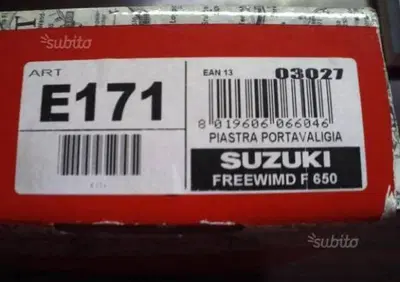 subito
ART
E171
EAN 13
03027
8 019606 066046
PIASTRA PORTAVALIGIA
SUZUKI
FREEWIMD F 650
subito